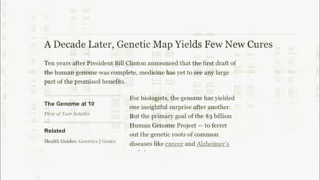 A Decade Later, Genetic Map Yields Few New Cures
Ten years after President Bill Clinton announced that the first draft of
the human genome was complete, medicine has yet to see any large
part of the promised benefits.
The Genome at 10
First of Two Articles
Related
Health Guides: Genetics | Genes
For biologists, the genome has yielded
one insightful surprise after another.
But the primary goal of the $3 billion
Human Genome Project — to ferret
out the genetic roots of common
diseases like cancer and Alzheimer's